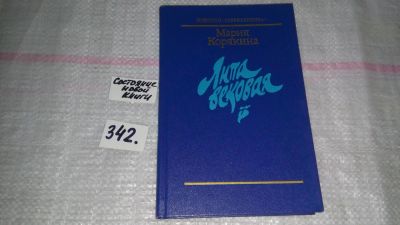 Мария
Корякина
Липа
вековая
Состояние
новой
книги
342.